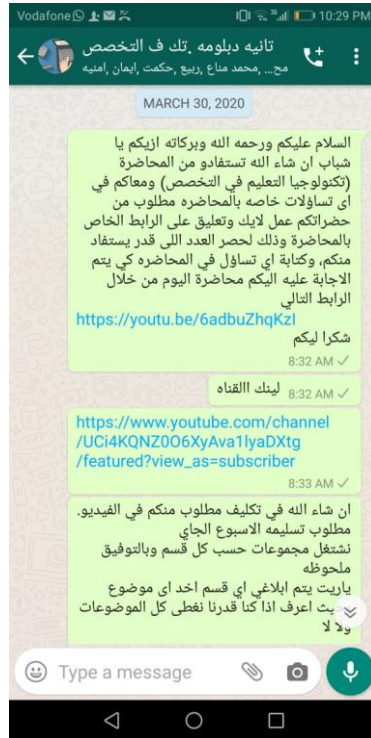 Vodafone 10:29 PM
تانيه دبلومه .تك ف التخصص
مح..., محمد مناع ,ربيع ,حكمت ,إيمان ,امنيه
MARCH 30, 2020
السلام عليكم ورحمه الله وبركاته ازيكم يا
شباب ان شاء الله تستفادو من المحاضرة
(تكنولوجيا التعليم في التخصص) ومعاكم في
اى تساؤلات خاصه بالمحاضره مطلوب من
حضراتكم عمل لايك وتعليق على الرابط الخاص
بالمحاضرة وذلك لحصر العدد اللى قدر يستفاد
منكم، وكتابة اي تساؤل في المحاضره كي يتم
الاجابة عليه اليكم محاضرة اليوم من خلال
الرابط التالي
https://youtu.be/6adbuZhqKzI
شكرا ليكم
8:32 AM
لينك االقناه
8:32 AM
https://www.youtube.com/channel
/UCi4KQNZ0O6XyAva1lyaDXtg
/featured?view_as=subscriber
8:33 AM
ان شاء الله في تكليف مطلوب منكم في الفيديو.
مطلوب تسليمه الاسبوع الجاي
نشتغل مجموعات حسب كل قسم وبالتوفيق
ملحوظه
ياريت يتم ابلاغي اي قسم اخد اى موضوع
اعرف اذا كنا قدرنا نغطى كل الموضوعات
ولا لا
Type a message